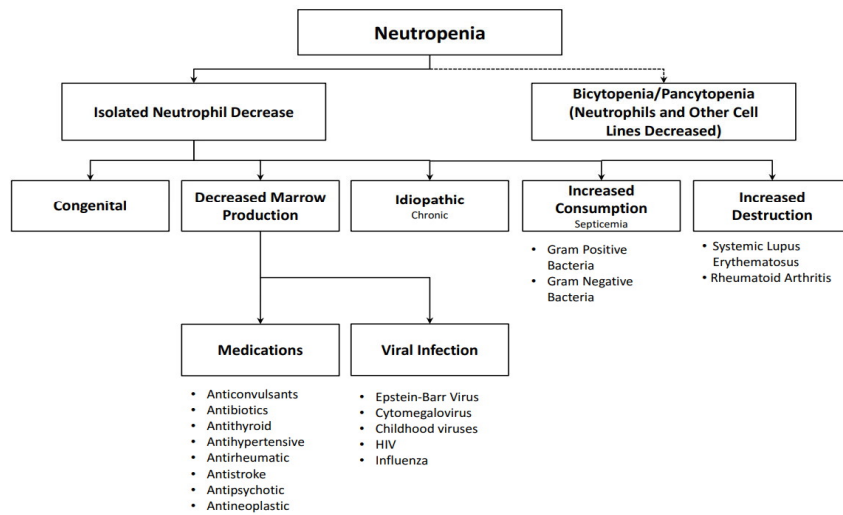 Neutropenia
Isolated Neutrophil Decrease
Bicytopenia/Pancytopenia
(Neutrophils and Other Cell
Lines Decreased)
Congenital
Decreased Marrow
Production
Idiopathic
Chronic
Increased
Consumption
Septicemia
• Gram Positive
Bacteria
• Gram Negative
Bacteria
Increased
Destruction
• Systemic Lupus
Erythematosus
• Rheumatoid Arthritis
Medications
• Anticonvulsants
• Antibiotics
• Antithyroid
• Antihypertensive
• Antirheumatic
• Antistroke
• Antipsychotic
• Antineoplastic
Viral Infection
• Epstein-Barr Virus
• Cytomegalovirus
• Childhood viruses
• HIV
• Influenza